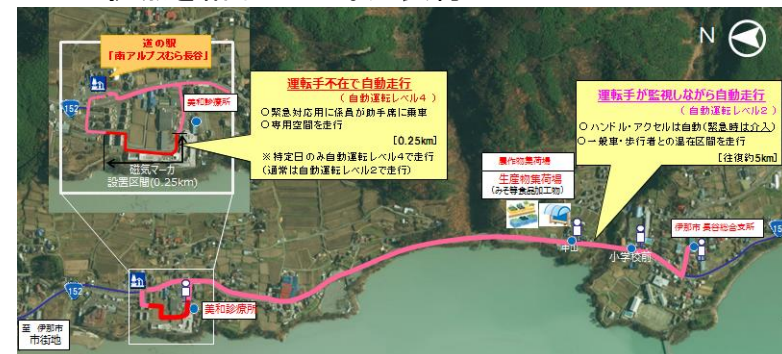 道の駅
「南アルプスむら長谷」
152
美和診療所
磁気マーカ
設置区間(0.25km)
運転手不在で自動走行
(自動運転レベル4)
○緊急対応用に係員が助手席に乗車
○専用空間を走行
[0.25km]
※特定日のみ自動運転レベル4で走行
(通常は自動運転レベル2で走行)
N
運転手が監視しながら自動走行
(自動運転レベル2)
○ハンドル・アクセルは自動(緊急時は介入)
○一般車・歩行者との混在区間を走行
[往復約5km]
農作物集荷場
生産物集荷場
(みそ等食品加工物)
中山
小学校前
伊那市 長谷総合支所
152
美和診療所
至 伊那市
市街地